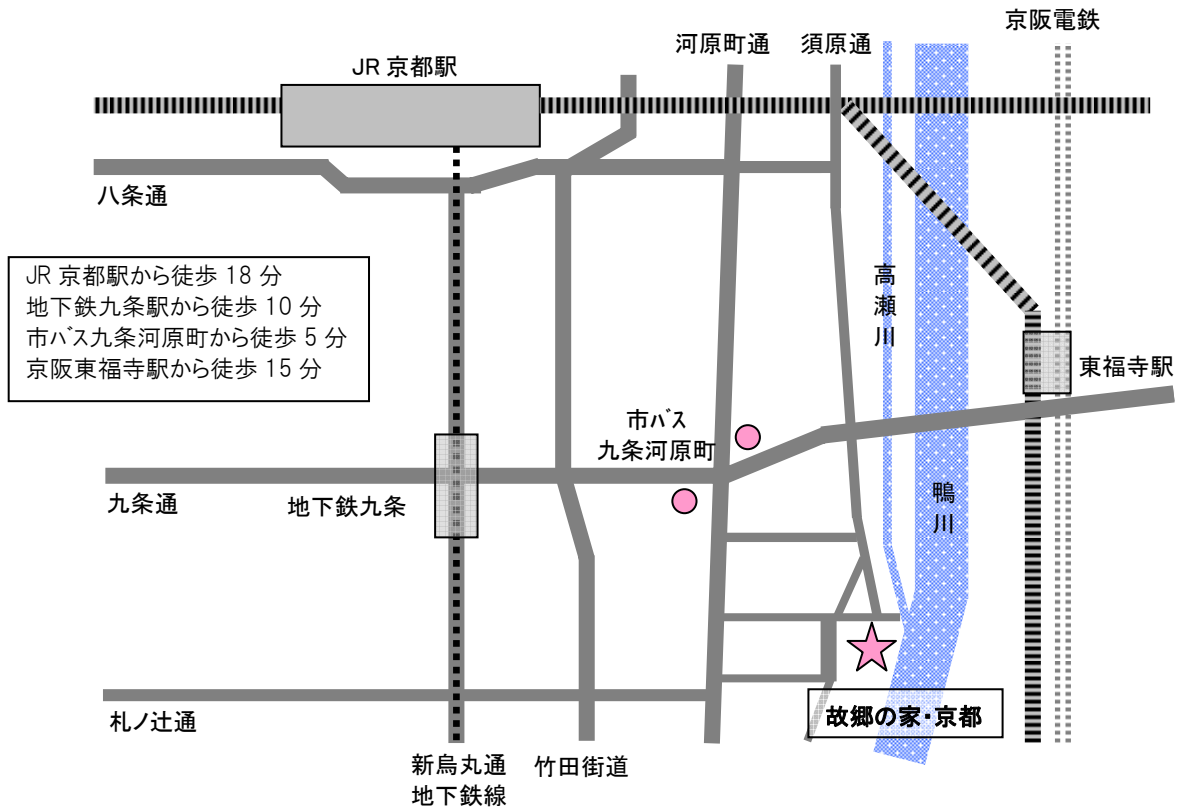 京阪電鉄
河原町通
須原通
JR 京都駅
八条通
JR 京都駅から徒歩 18 分
地下鉄九条駅から徒歩 10 分
市バス九条河原町から徒歩 5 分
京阪東福寺駅から徒歩 15 分
高瀬川
東福寺駅
市バス
九条河原町
九条通
地下鉄九条
鴨川
故郷の家・京都
札ノ辻通
新烏丸通
地下鉄線
竹田街道